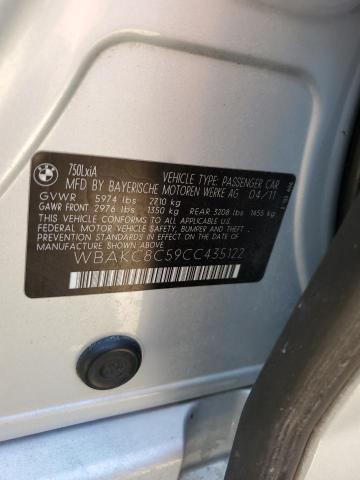 BMW
750LxiA
VEHICLE TYPE: PASSENGER CAR
MFD BY BAYERISCHE MOTOREN WERKE AG 04/11
GVWR 5974 lbs 2710 kg
GAWR FRONT 2976 lbs 1350 kg REAR 3208 lbs 1455 kg
THIS VEHICLE CONFORMS TO ALL APPLICABLE U.S.
FEDERAL MOTOR VEHICLE SAFETY, BUMPER, AND
THEFT PREVENTION STANDARDS IN EFFECT ON THE DATE OF
MANUFACTURE SHOWN ABOVE.
WBAKC8C59CC435122